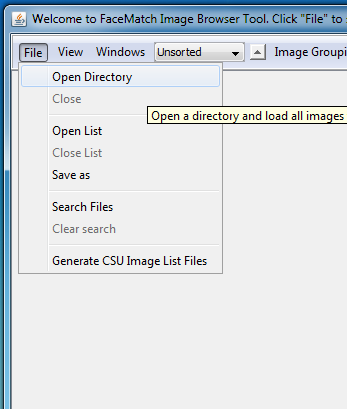 Welcome to FaceMatch Image Browser Tool. Click "File" to
File View Windows Unsorted Image Groupi
Open Directory
Close
Open a directory and load all images
Open List
Close List
Save as
Search Files
Clear search
Generate CSU Image List Files